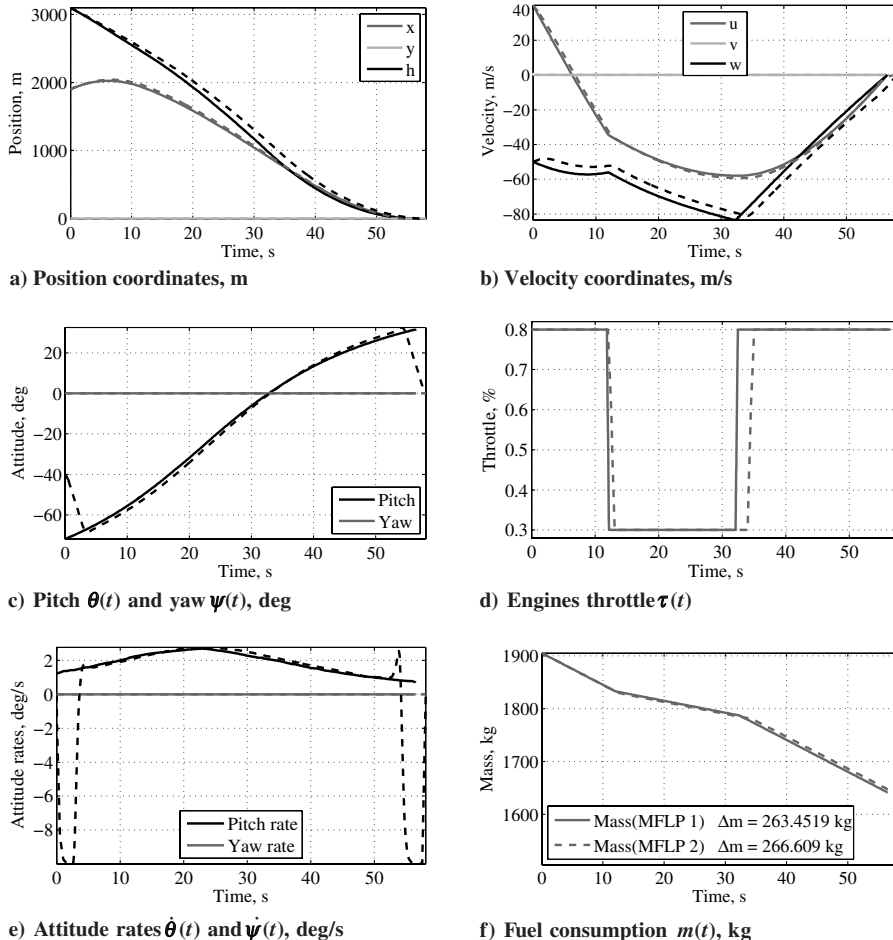 3000
2000
1000
0
0
10
20
30
40
50
Position, m
Time, s
x
y
h
a) Position coordinates, m
40
20
0
−20
−40
−60
−80
0
10
20
30
40
50
Velocity, m/s
Time, s
u
v
w
b) Velocity coordinates, m/s
20
0
−20
−40
−60
0
10
20
30
40
50
Attitude, deg
Time, s
Pitch
Yaw
c) Pitch θ(t) and yaw ψ(t), deg
0.8
0.7
0.6
0.5
0.4
0.3
0
10
20
30
40
50
Throttle, %
Time, s
d) Engines throttle τ(t)
2
0
−2
−4
−6
−8
0
10
20
30
40
50
Attitude rates, deg/s
Time, s
Pitch rate
Yaw rate
e) Attitude rates θ̇(t) and ψ̇(t), deg/s
1900
1800
1700
1600
0
10
20
30
40
50
Mass, kg
Time, s
Mass(MFLP 1) Δm = 263.4519 kg
Mass(MFLP 2) Δm = 266.609 kg
f) Fuel consumption m(t), kg